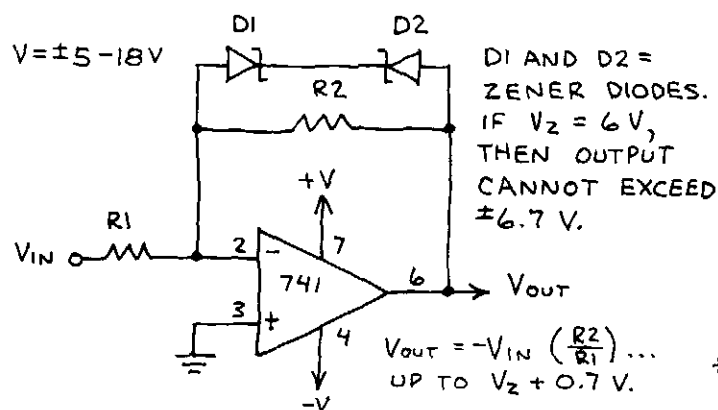 D1
D2
V=±5-18V
D1 AND D2 =
ZENER DIODES.
IF Vz = 6 V,
THEN OUTPUT
CANNOT EXCEED
±6.7 V.
R2
+V
R1
VIN
2
-
7
741
6
VOUT
3
+
4
-V
VOUT = -VIN (R2/R1)...
UP TO Vz + 0.7 V.